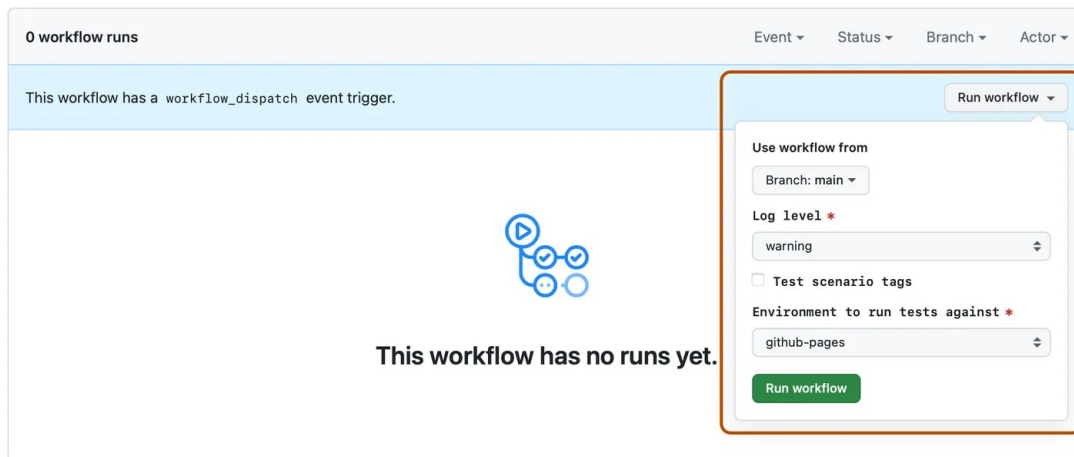 0 workflow runs Event Status Branch Actor
This workflow has a workflow_dispatch event trigger. Run workflow
Use workflow from
Branch: main
Log level *
warning
Test scenario tags
Environment to run tests against *
github-pages
This workflow has no runs yet.
Run workflow